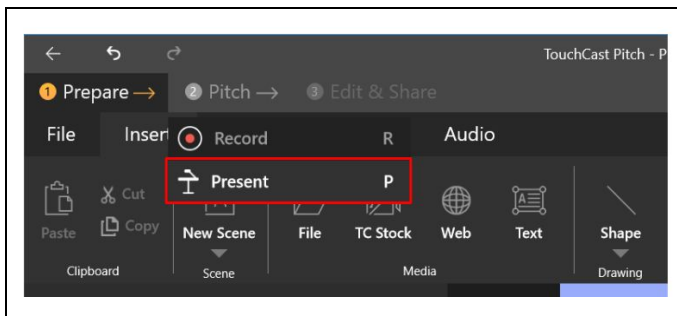 TouchCast Pitch - P
1 Prepare → 2 Pitch → 3 Edit & Share
File Insert Audio
Record R
Present P
Paste Cut Copy New Scene File TC Stock Web Text Shape
Clipboard Scene Media Drawing